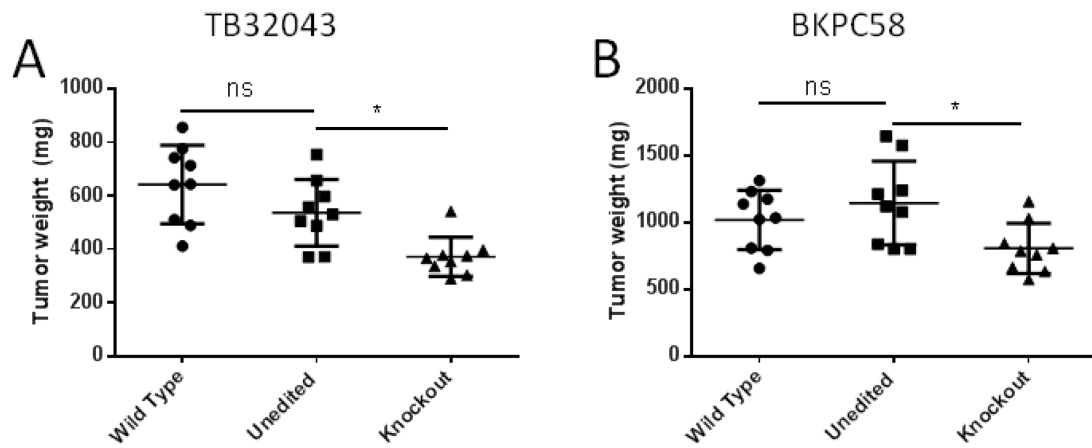 TB32043
A
Tumor weight (mg)
1000
800
600
400
200
0
ns
*
Wild Type
Unedited
Knockout
BKPC58
B
Tumor weight (mg)
2000
1500
1000
500
0
ns
*
Wild Type
Unedited
Knockout